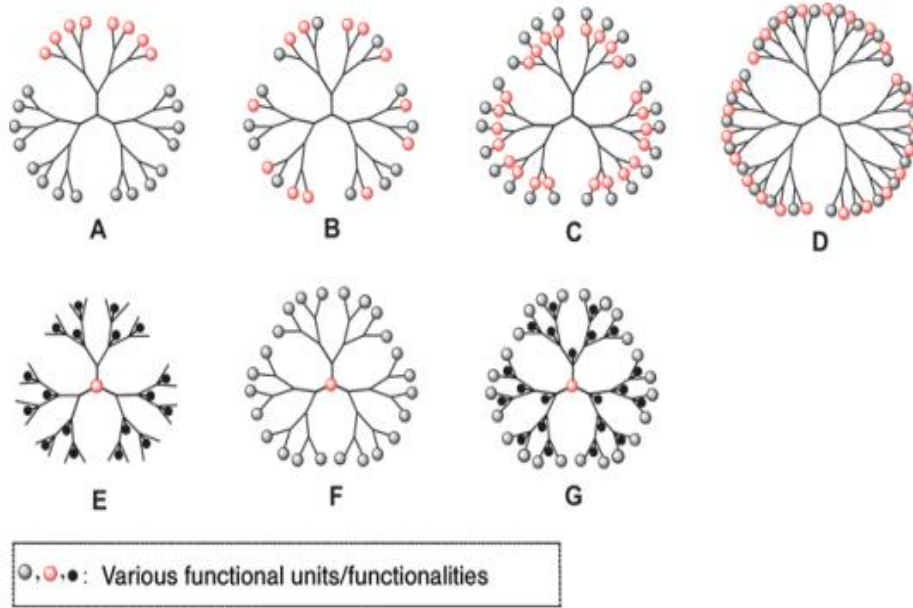 A
B
C
D
E
F
G
, , : Various functional units/functionalities